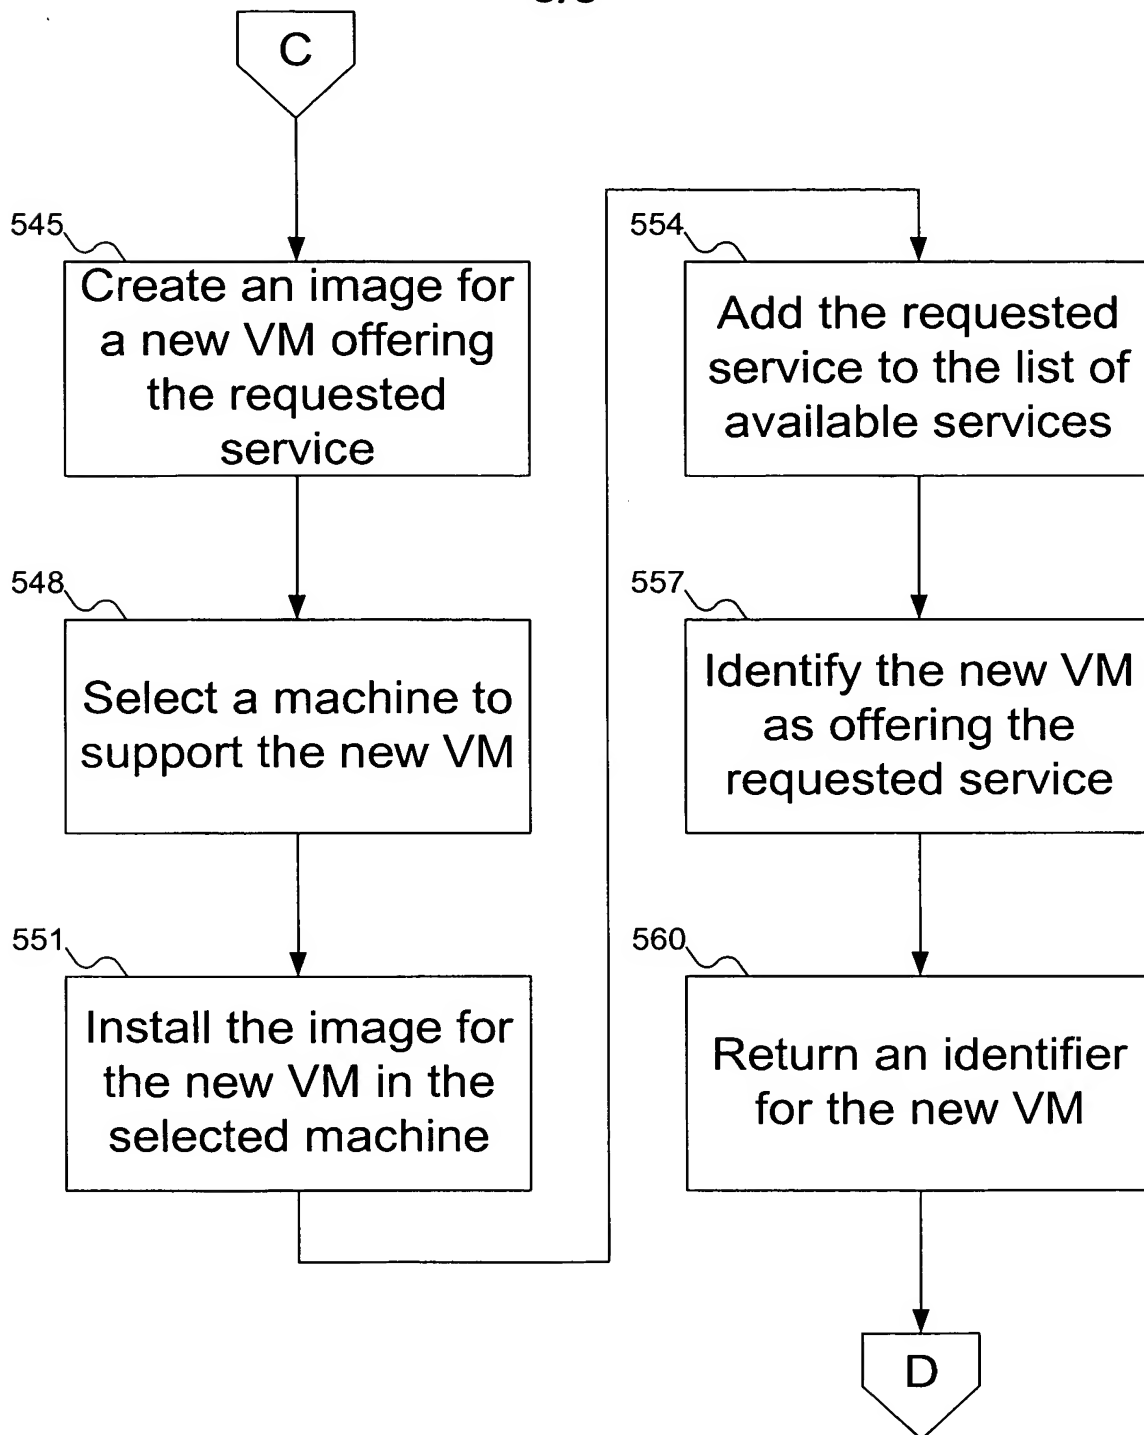 C
545
Create an image for
a new VM offering
the requested
service
548
Select a machine to
support the new VM
551
Install the image for
the new VM in the
selected machine
554
Add the requested
service to the list of
available services
557
Identify the new VM
as offering the
requested service
560
Return an identifier
for the new VM
D